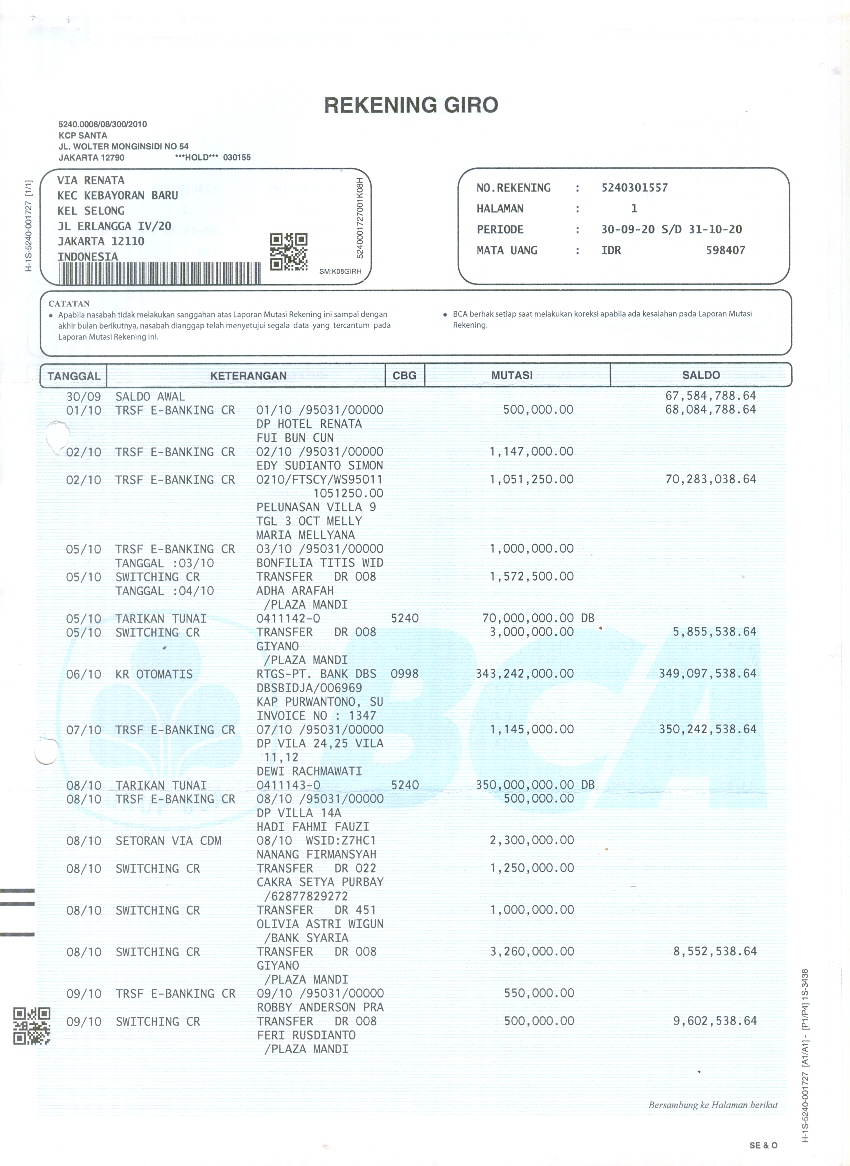 REKENING GIRO
5240.0006/08/300/2010
KCP SANTA
JL. WOLTER MONGINSIDI NO 54
JAKARTA 12790 ***HOLD*** 030155
H-1S-5240-001727 [1/1]
VIA RENATA
KEC KEBAYORAN BARU
KEL SELONG
JL ERLANGGA IV/20
JAKARTA 12110
INDONESIA
5240001727001K08H
SM:K08GIRH
NO.REKENING : 5240301557
HALAMAN : 1
PERIODE : 30-09-20 S/D 31-10-20
MATA UANG : IDR 598407
CATATAN
• Apabila nasabah tidak melakukan sanggahan atas Laporan Mutasi Rekening ini sampai dengan
akhir bulan berikutnya, nasabah dianggap telah menyetujui segala data yang tercantum pada
Laporan Mutasi Rekening ini.
• BCA berhak setiap saat melakukan koreksi apabila ada kesalahan pada Laporan Mutasi
Rekening.
TANGGAL KETERANGAN CBG MUTASI SALDO
30/09 SALDO AWAL 67,584,788.64
01/10 TRSF E-BANKING CR 01/10 /95031/00000 500,000.00 68,084,788.64
DP HOTEL RENATA
FUI BUN CUN
02/10 TRSF E-BANKING CR 02/10 /95031/00000 1,147,000.00
EDY SUDIANTO SIMON
02/10 TRSF E-BANKING CR 0210/FTSCY/WS95011 1,051,250.00 70,283,038.64
1051250.00
PELUNASAN VILLA 9
TGL 3 OCT MELLY
MARIA MELLYANA
05/10 TRSF E-BANKING CR 03/10 /95031/00000 1,000,000.00
TANGGAL :03/10 BONFILIA TITIS WID
05/10 SWITCHING CR TRANSFER DR 008 1,572,500.00
TANGGAL :04/10 ADHA ARAFAH
/PLAZA MANDI
05/10 TARIKAN TUNAI 0411142-0 5240 70,000,000.00 DB
05/10 SWITCHING CR TRANSFER DR 008 3,000,000.00 5,855,538.64
GIYANO
/PLAZA MANDI
06/10 KR OTOMATIS RTGS-PT. BANK DBS 0998 343,242,000.00 349,097,538.64
DBSBIDJA/006969
KAP PURWANTONO, SU
INVOICE NO : 1347
07/10 TRSF E-BANKING CR 07/10 /95031/00000 1,145,000.00 350,242,538.64
DP VILA 24,25 VILA
11,12
DEWI RACHMAWATI
08/10 TARIKAN TUNAI 0411143-0 5240 350,000,000.00 DB
08/10 TRSF E-BANKING CR 08/10 /95031/00000 500,000.00
DP VILLA 14A
HADI FAHMI FAUZI
08/10 SETORAN VIA CDM 08/10 WSID:Z7HC1 2,300,000.00
NANANG FIRMANSYAH
08/10 SWITCHING CR TRANSFER DR 022 1,250,000.00
CAKRA SETYA PURBAY
/62877829272
08/10 SWITCHING CR TRANSFER DR 451 1,000,000.00
OLIVIA ASTRI WIGUN
/BANK SYARIA
08/10 SWITCHING CR TRANSFER DR 008 3,260,000.00 8,552,538.64
GIYANO
/PLAZA MANDI
09/10 TRSF E-BANKING CR 09/10 /95031/00000 550,000.00
ROBBY ANDERSON PRA
09/10 SWITCHING CR TRANSFER DR 008 500,000.00 9,602,538.64
FERI RUSDIANTO
/PLAZA MANDI
BCA
Bersambung ke Halaman berikut
SE & O
H-1S-5240-001727 [A1/A1] - [P1/P4] 1S-3438